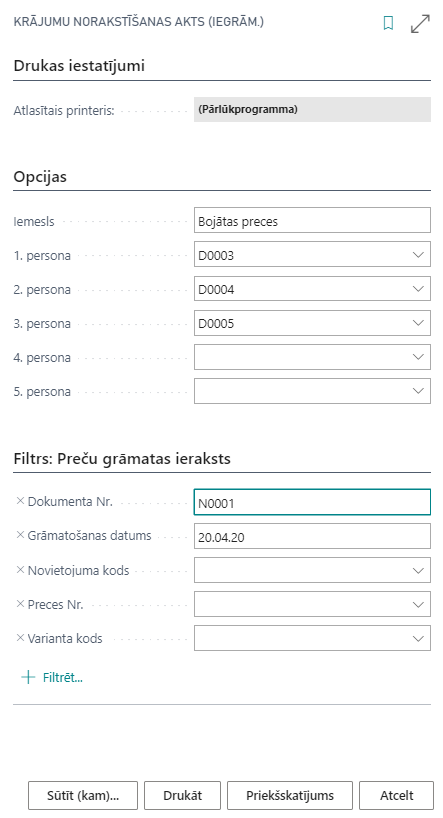 KRĀJUMU NORAKSTĪŠANAS AKTS (IEGRĀM.)
Drukas iestatījumi
Atlasītais printeris: (Pārlūkprogramma)
Opcijas
Iemesls Bojātas preces
1. persona D0003
2. persona D0004
3. persona D0005
4. persona
5. persona
Filtrs: Preču grāmatas ieraksts
× Dokumenta Nr. N0001
× Grāmatošanas datums 20.04.20
× Novietojuma kods
× Preces Nr.
× Varianta kods
+ Filtrēt...
Sūtīt (kam)... Drukāt Priekšskatījums Atcelt